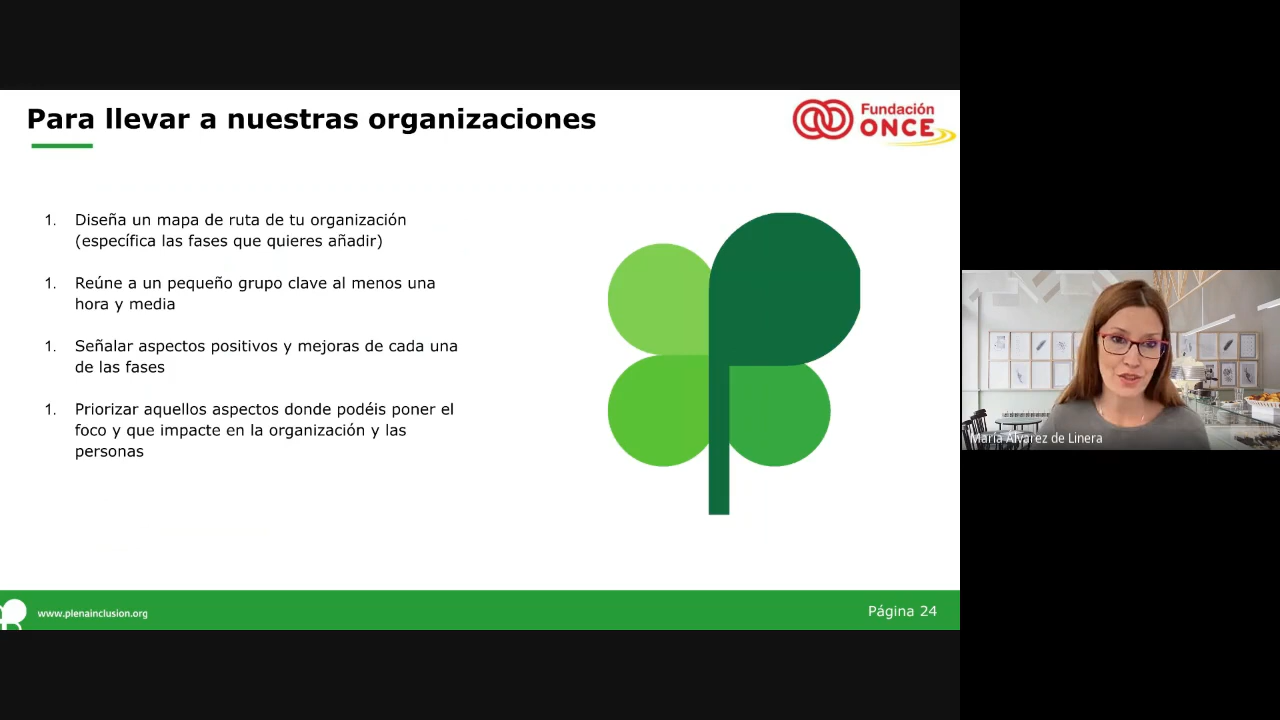 Para llevar a nuestras organizaciones
Fundación
ONCE
1. Diseña un mapa de ruta de tu organización
(específica las fases que quieres añadir)
1. Reúne a un pequeño grupo clave al menos una
hora y media
1. Señalar aspectos positivos y mejoras de cada una
de las fases
1. Priorizar aquellos aspectos donde podéis poner el
foco y que impacte en la organización y las
personas
María Álvarez de Linera
www.plenainclusion.org
Página 24